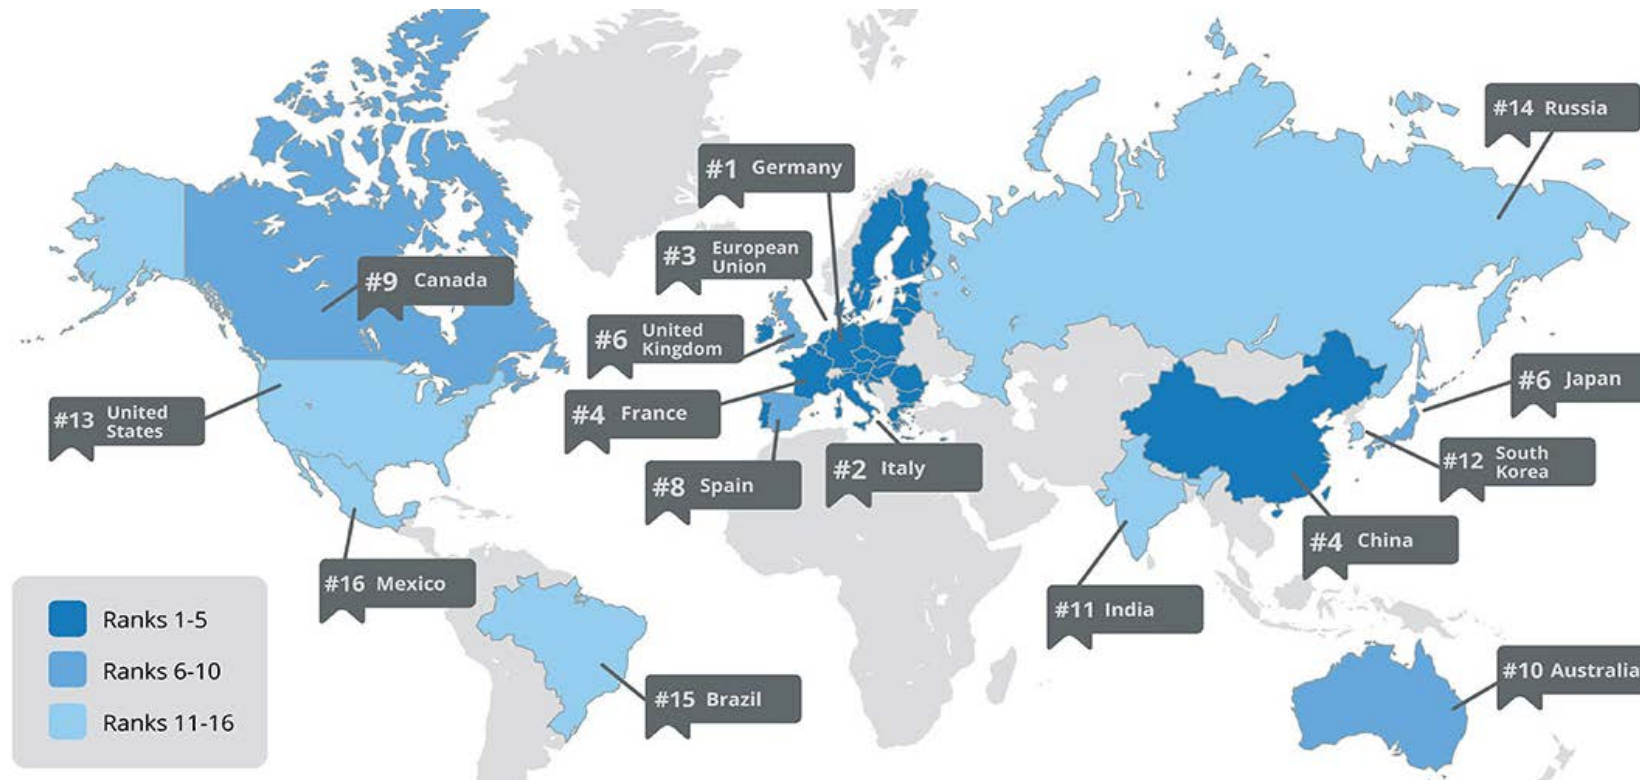 #14 Russia
#1 Germany
#3 European
Union
#9 Canada
#6 United
Kingdom
#6 Japan
#13 United
States
#4 France
#12 South
Korea
#2 Italy
#8 Spain
#4 China
#16 Mexico
#11 India
#10 Australia
#15 Brazil
Ranks 1-5
Ranks 6-10
Ranks 11-16